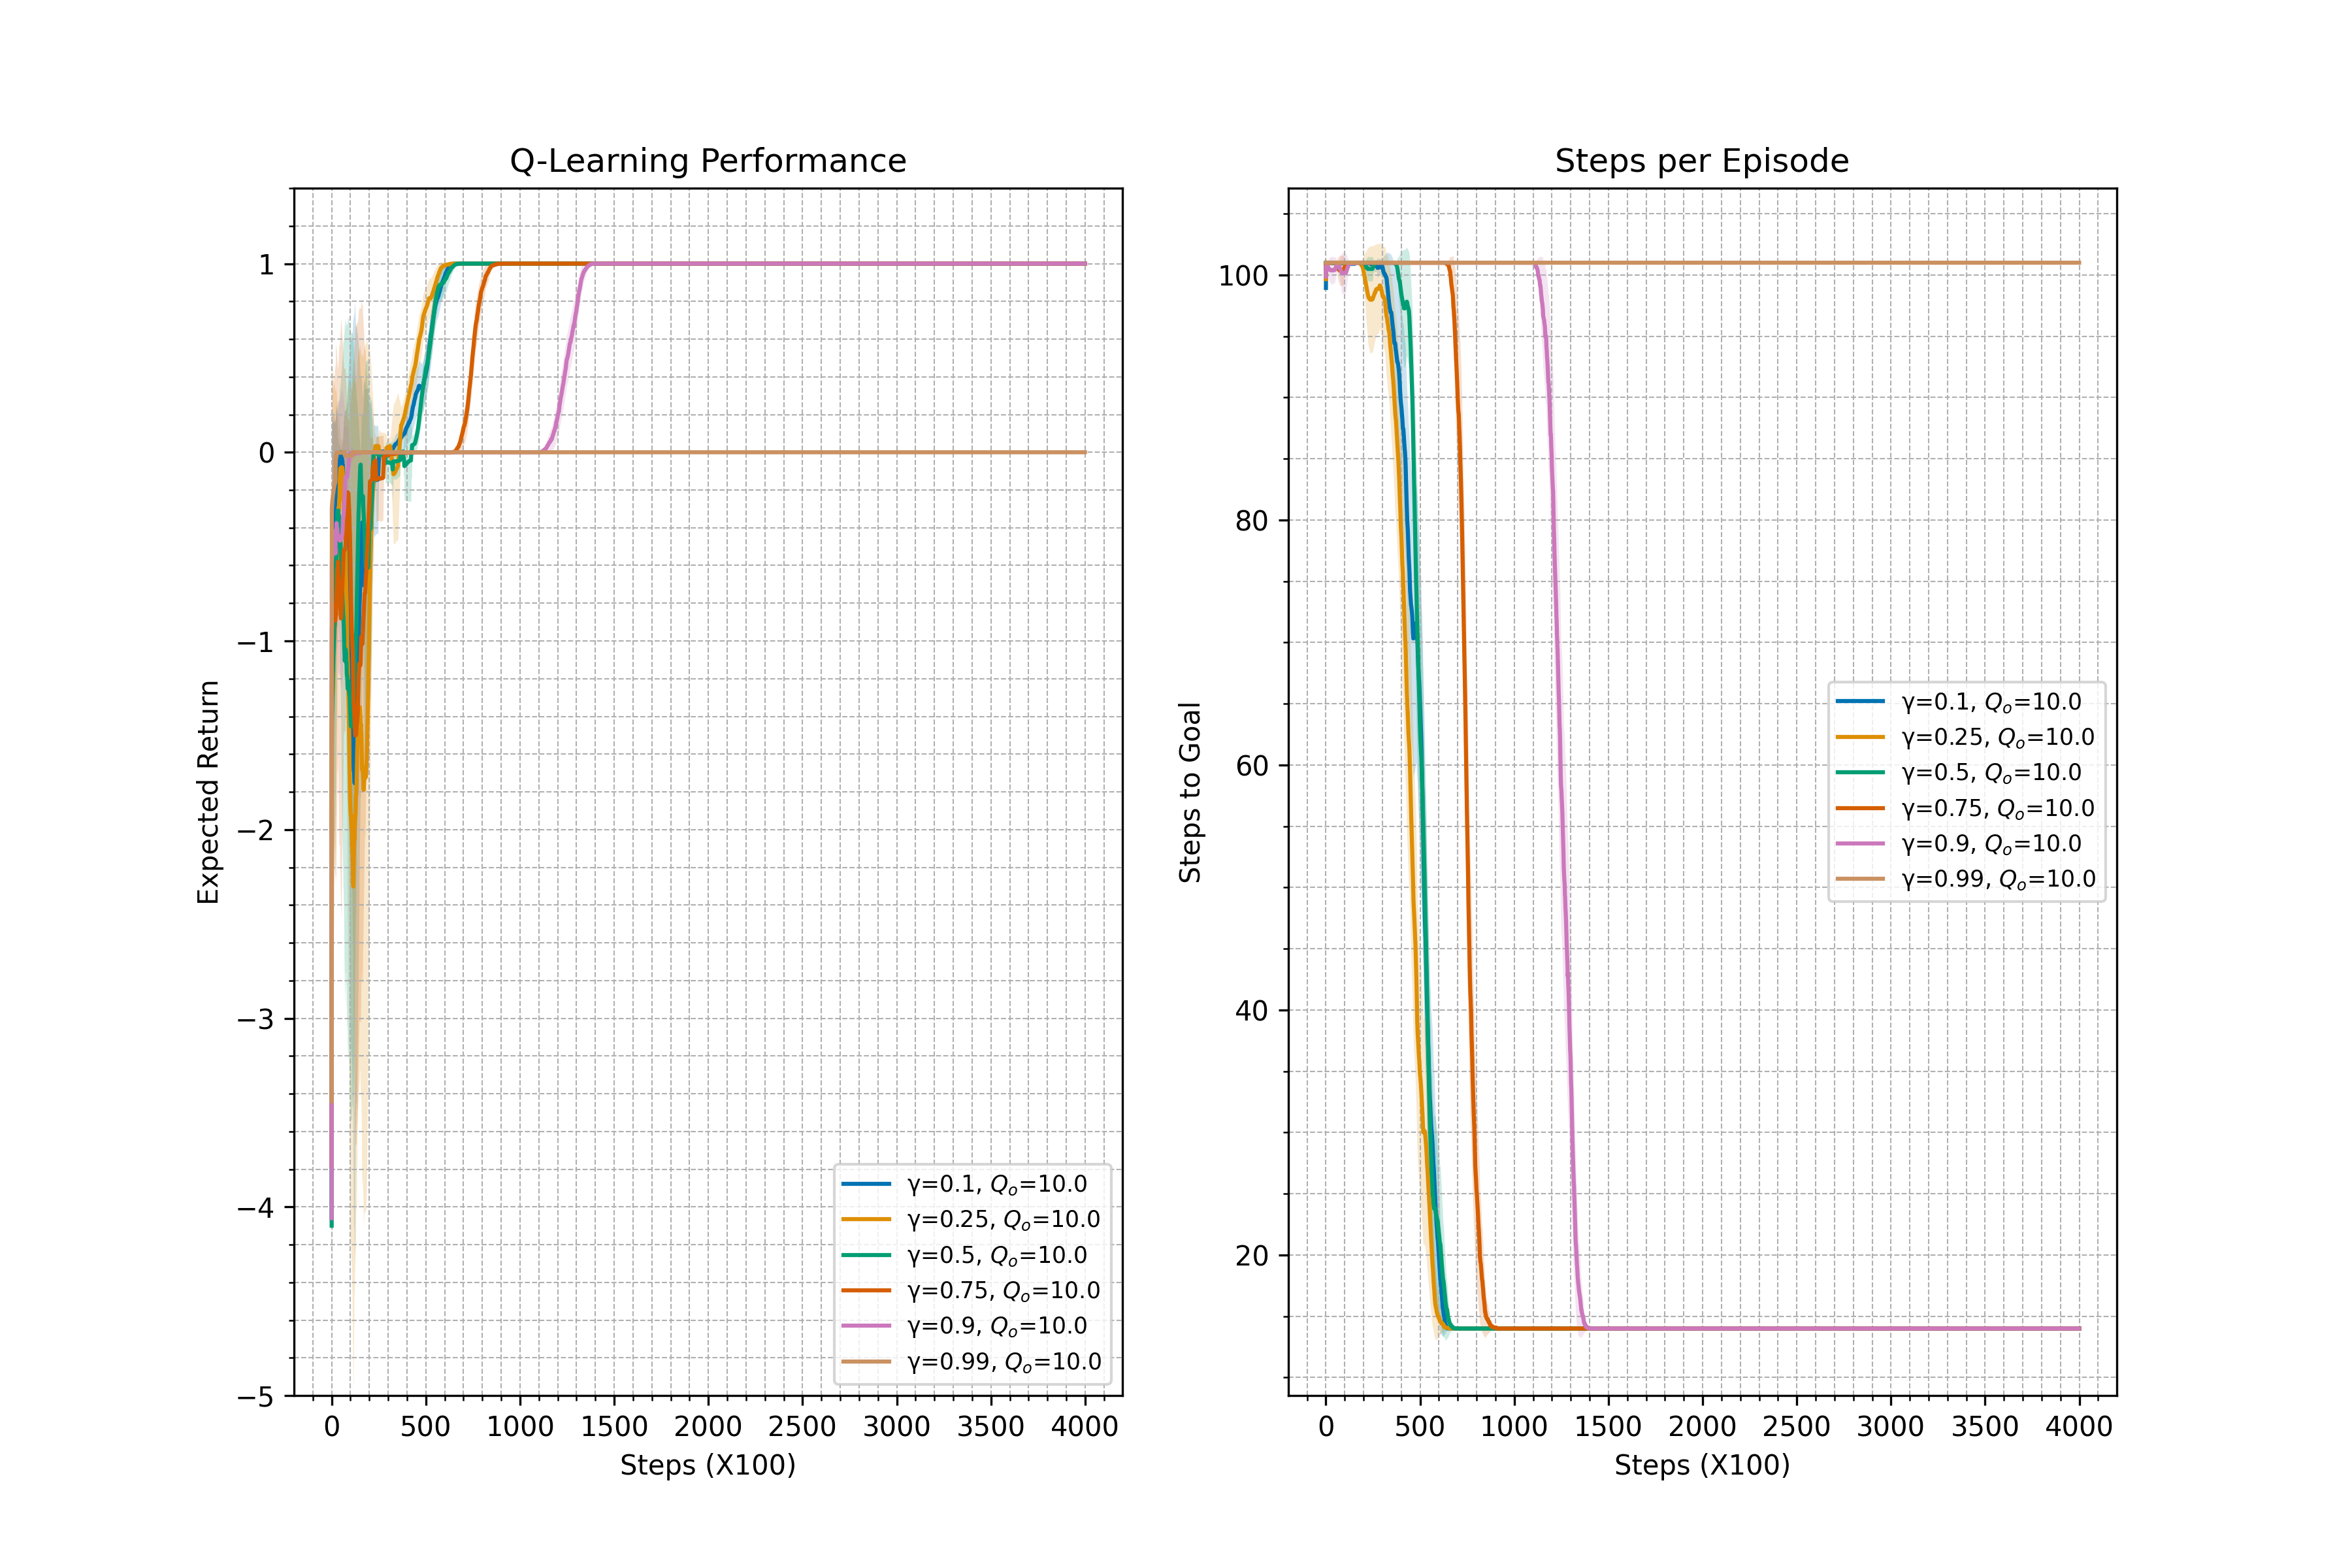 Q-Learning Performance
Expected Return
1
0
−1
−2
−3
−4
−5
0 500 1000 1500 2000 2500 3000 3500 4000
Steps (X100)
γ=0.1, Qo=10.0
γ=0.25, Qo=10.0
γ=0.5, Qo=10.0
γ=0.75, Qo=10.0
γ=0.9, Qo=10.0
γ=0.99, Qo=10.0
Steps per Episode
Steps to Goal
100
80
60
40
20
0 500 1000 1500 2000 2500 3000 3500 4000
Steps (X100)
γ=0.1, Qo=10.0
γ=0.25, Qo=10.0
γ=0.5, Qo=10.0
γ=0.75, Qo=10.0
γ=0.9, Qo=10.0
γ=0.99, Qo=10.0